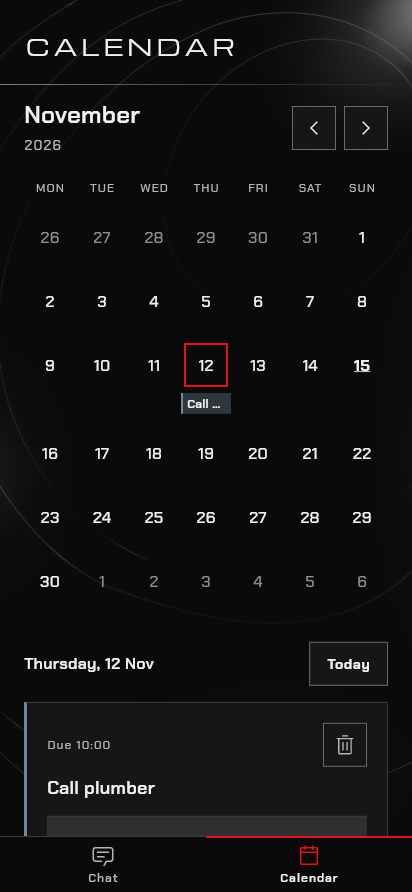 CALENDAR
November
2026
MON TUE WED THU FRI SAT SUN
26 27 28 29 30 31 1
2 3 4 5 6 7 8
9 10 11 12 13 14 15
Call ...
16 17 18 19 20 21 22
23 24 25 26 27 28 29
30 1 2 3 4 5 6
Thursday, 12 Nov Today
Due 10:00
Call plumber
Chat Calendar